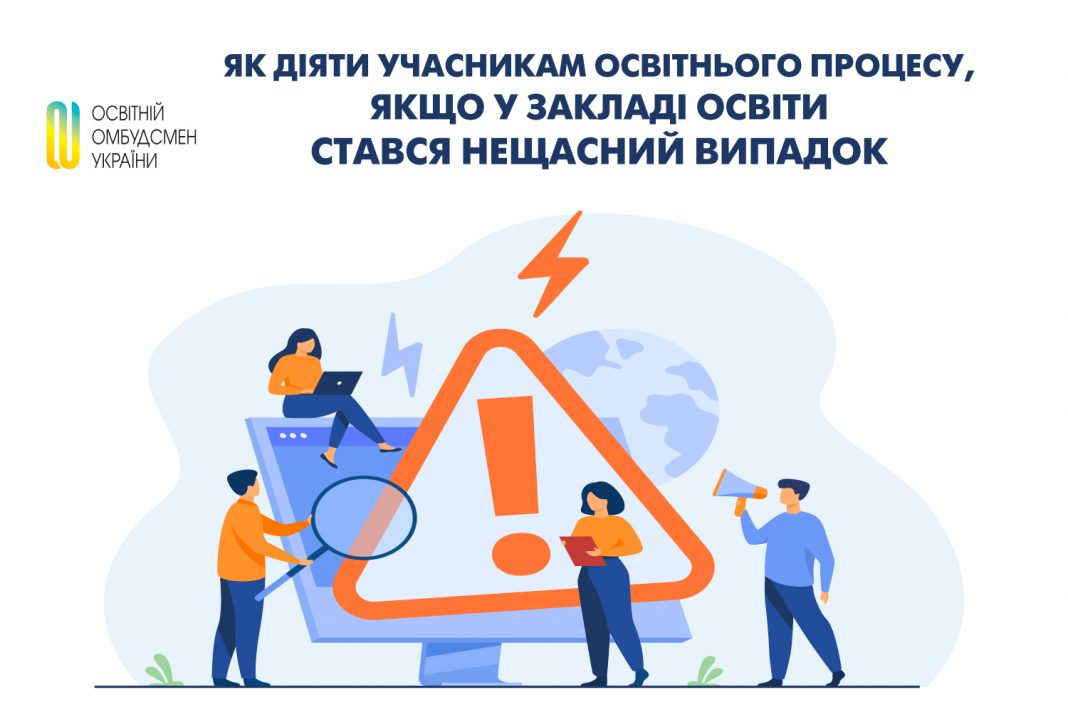 ЯК ДІЯТИ УЧАСНИКАМ ОСВІТНЬОГО ПРОЦЕСУ,
ЯКЩО У ЗАКЛАДІ ОСВІТИ
СТАВСЯ НЕЩАСНИЙ ВИПАДОК
ОСВІТНІЙ
ОМБУДСМЕН
УКРАЇНИ